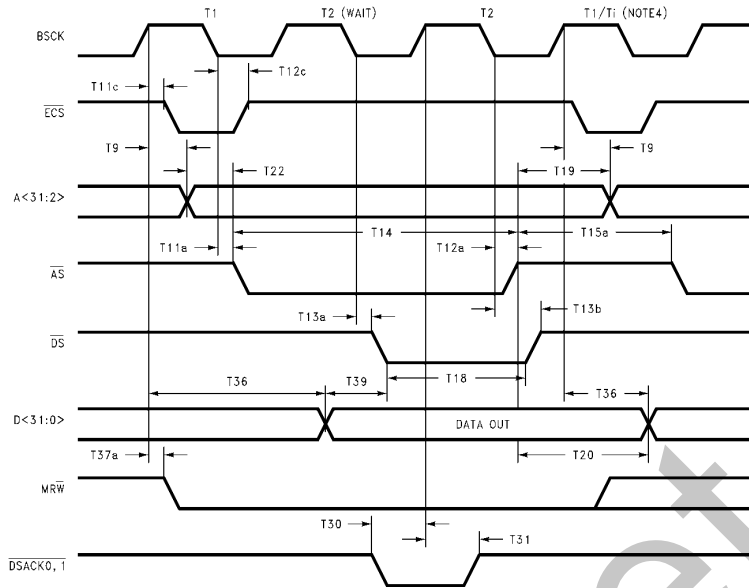 T1 T2 (WAIT) T2 T1/Ti (NOTE4)
BSCK
T11c T12c
ECS
T9 T22 T19 T9
A<31:2>
T14 T15a
T11a T12a
AS
T13a T13b
DS
T18
T36 T39 T36
D<31:0> DATA OUT
T37a T20
MRW
T30 T31
DSACK0, 1